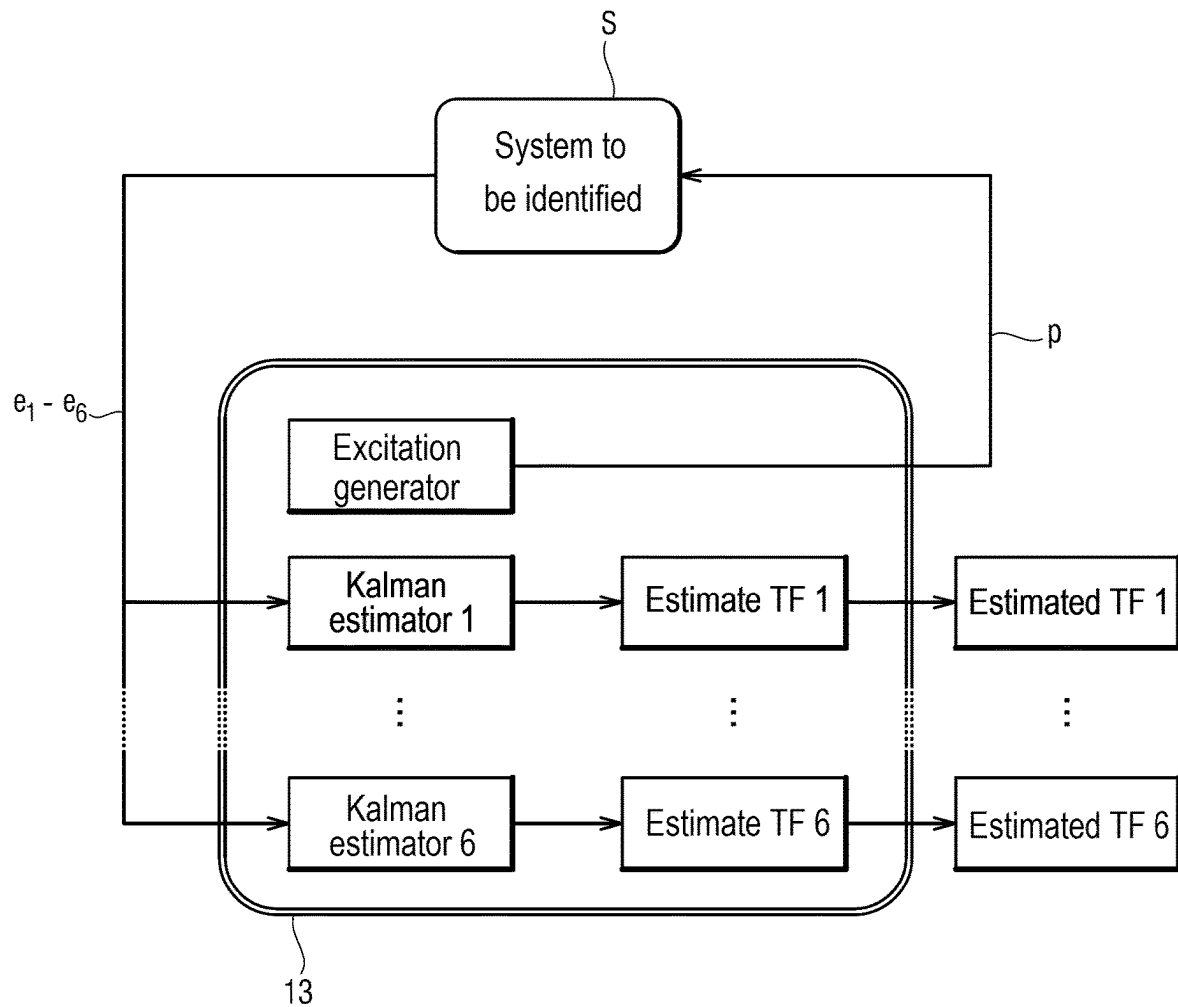 S
System to
be identified
p
e₁ - e₆
Excitation
generator
Kalman
estimator 1
Estimate TF 1
Estimated TF 1
⋮
⋮
⋮
Kalman
estimator 6
Estimate TF 6
Estimated TF 6
13